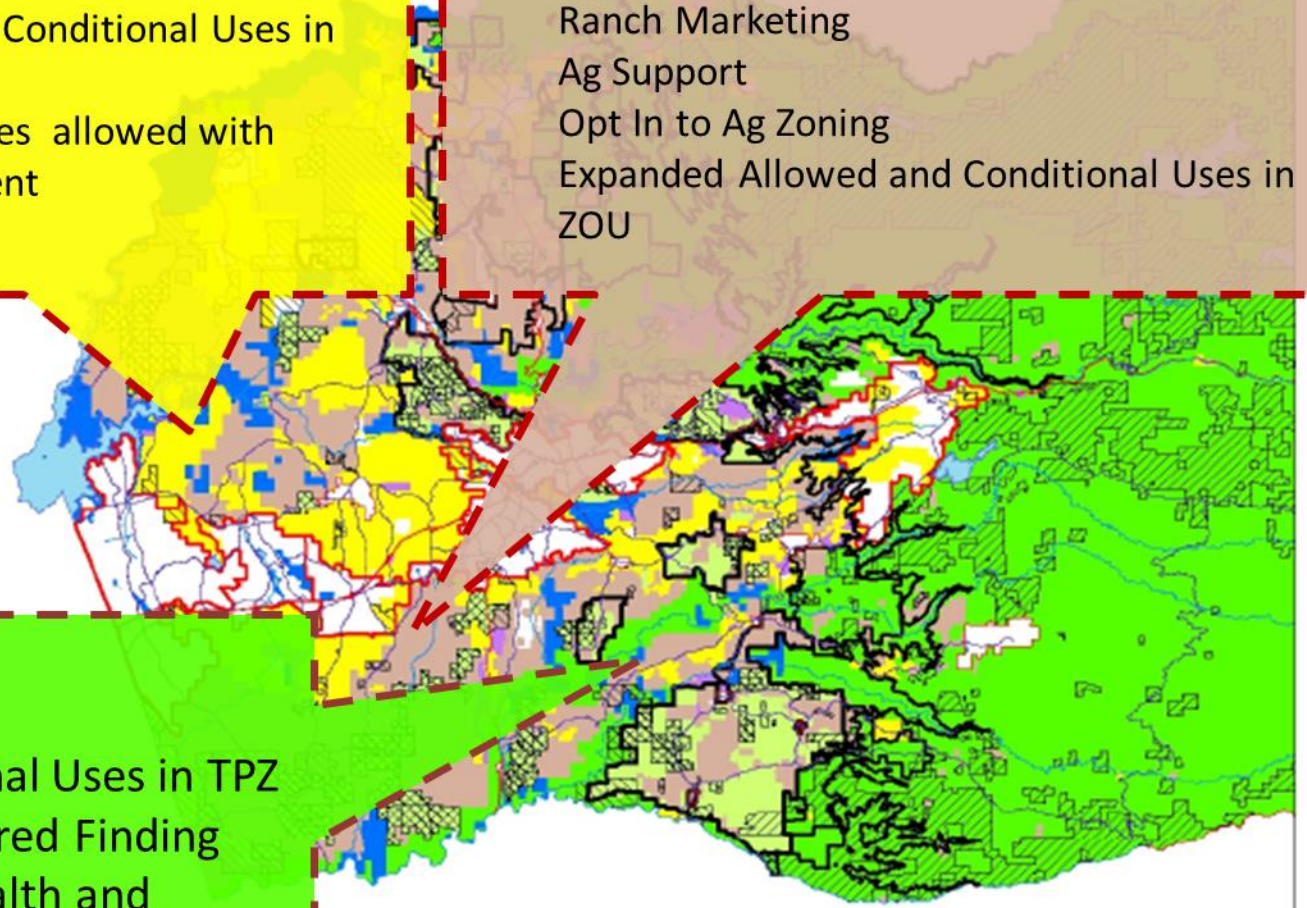 Conditional Uses in
es allowed with
ent
Ranch Marketing
Ag Support
Opt In to Ag Zoning
Expanded Allowed and Conditional Uses in
ZOU
nal Uses in TPZ
red Finding
alth and